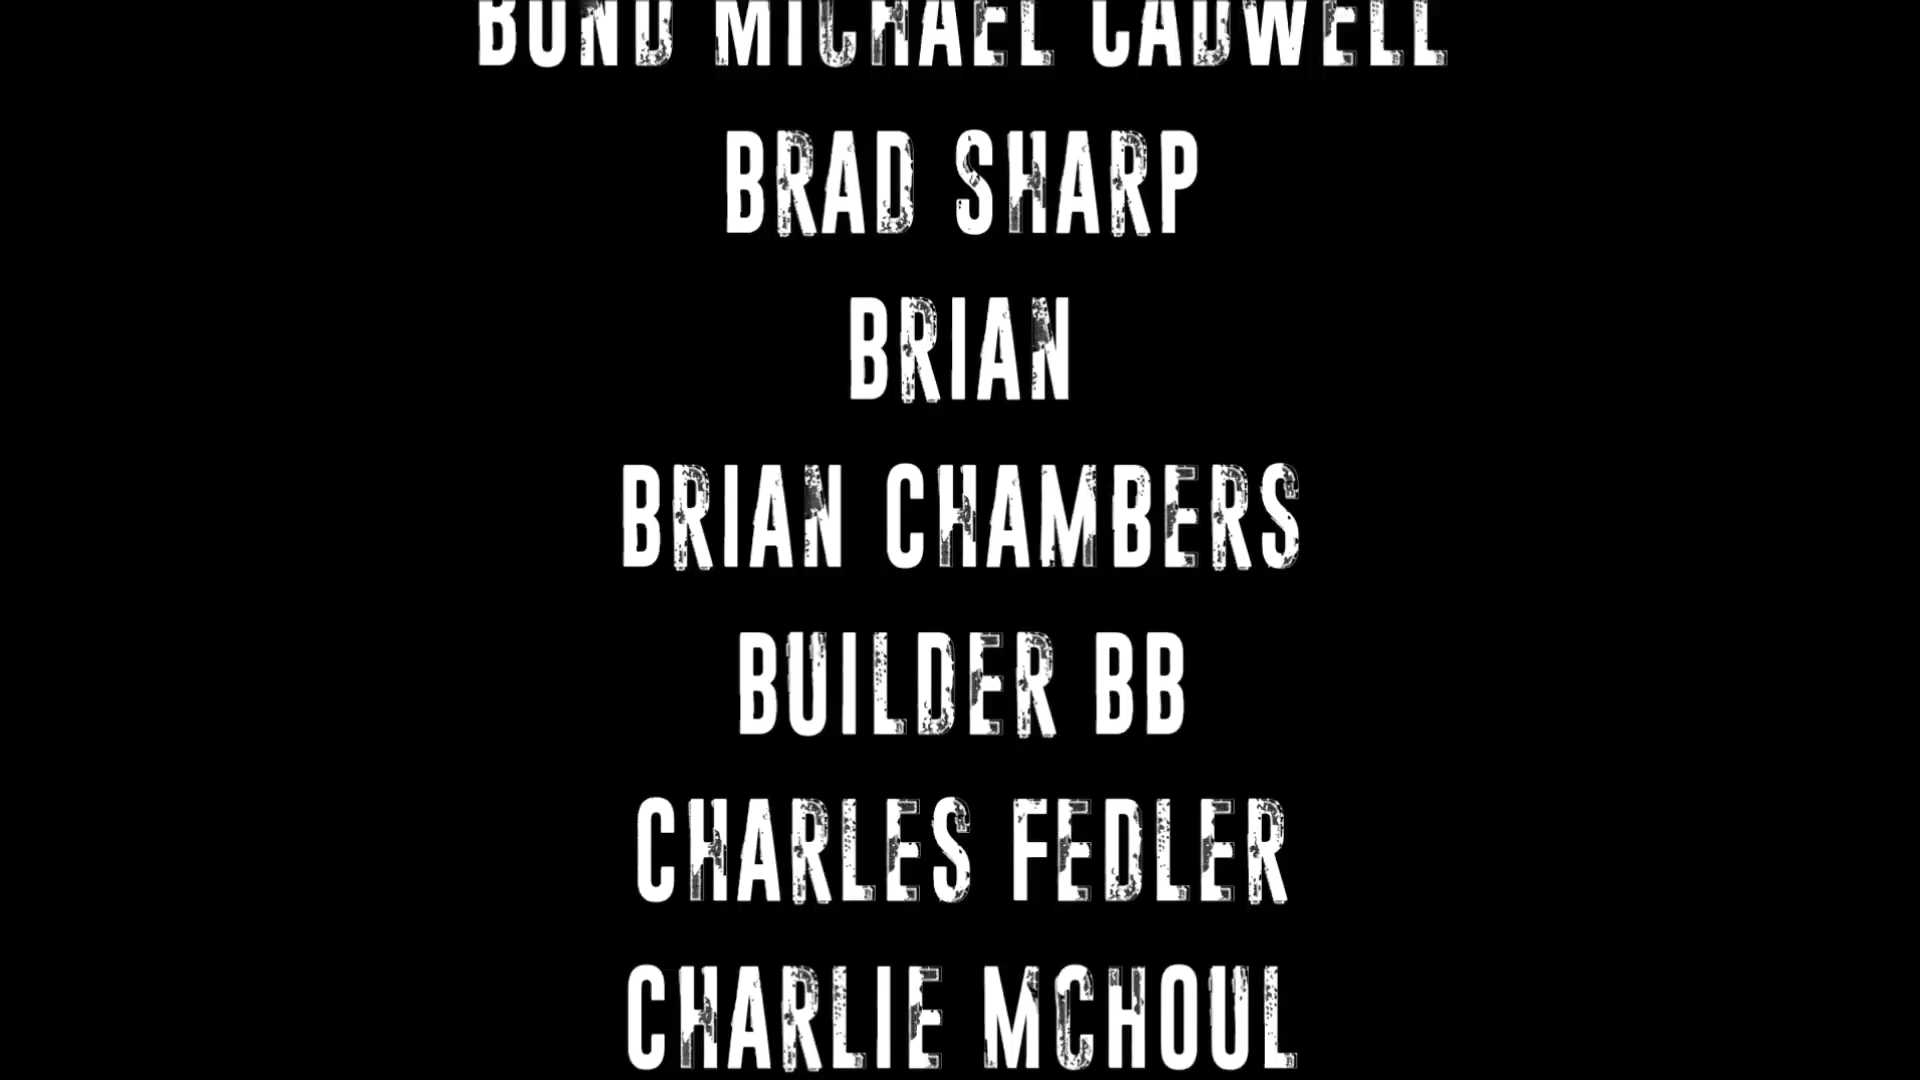 BOND MICHAEL CADWELL
BRAD SHARP
BRIAN
BRIAN CHAMBERS
BUILDER BB
CHARLES FEDLER
CHARLIE MCHOUL